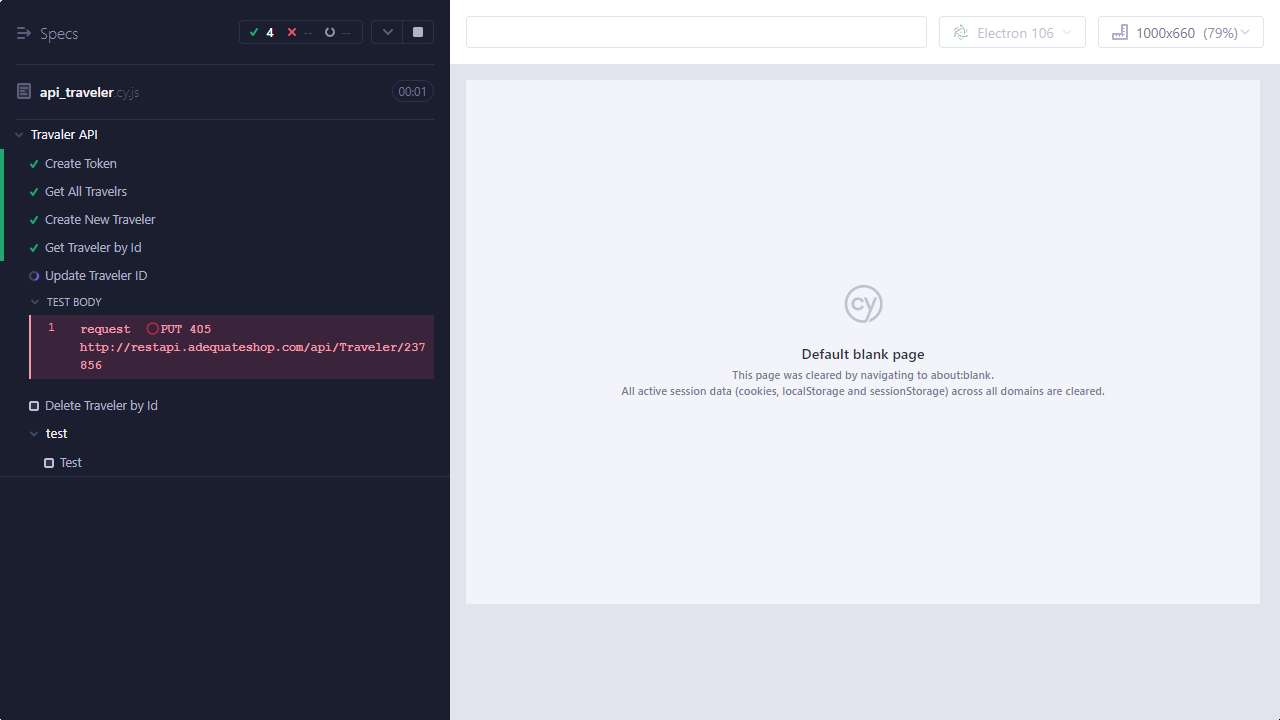 Specs
4
--
--
Electron 106
1000x660 (79%)
api_traveler.cy.js
00:01
Travaler API
Create Token
Get All Travelrs
Create New Traveler
Get Traveler by Id
Update Traveler ID
TEST BODY
1 request PUT 405
http://restapi.adequateshop.com/api/Traveler/237
856
Delete Traveler by Id
test
Test
cy
Default blank page
This page was cleared by navigating to about:blank.
All active session data (cookies, localStorage and sessionStorage) across all domains are cleared.